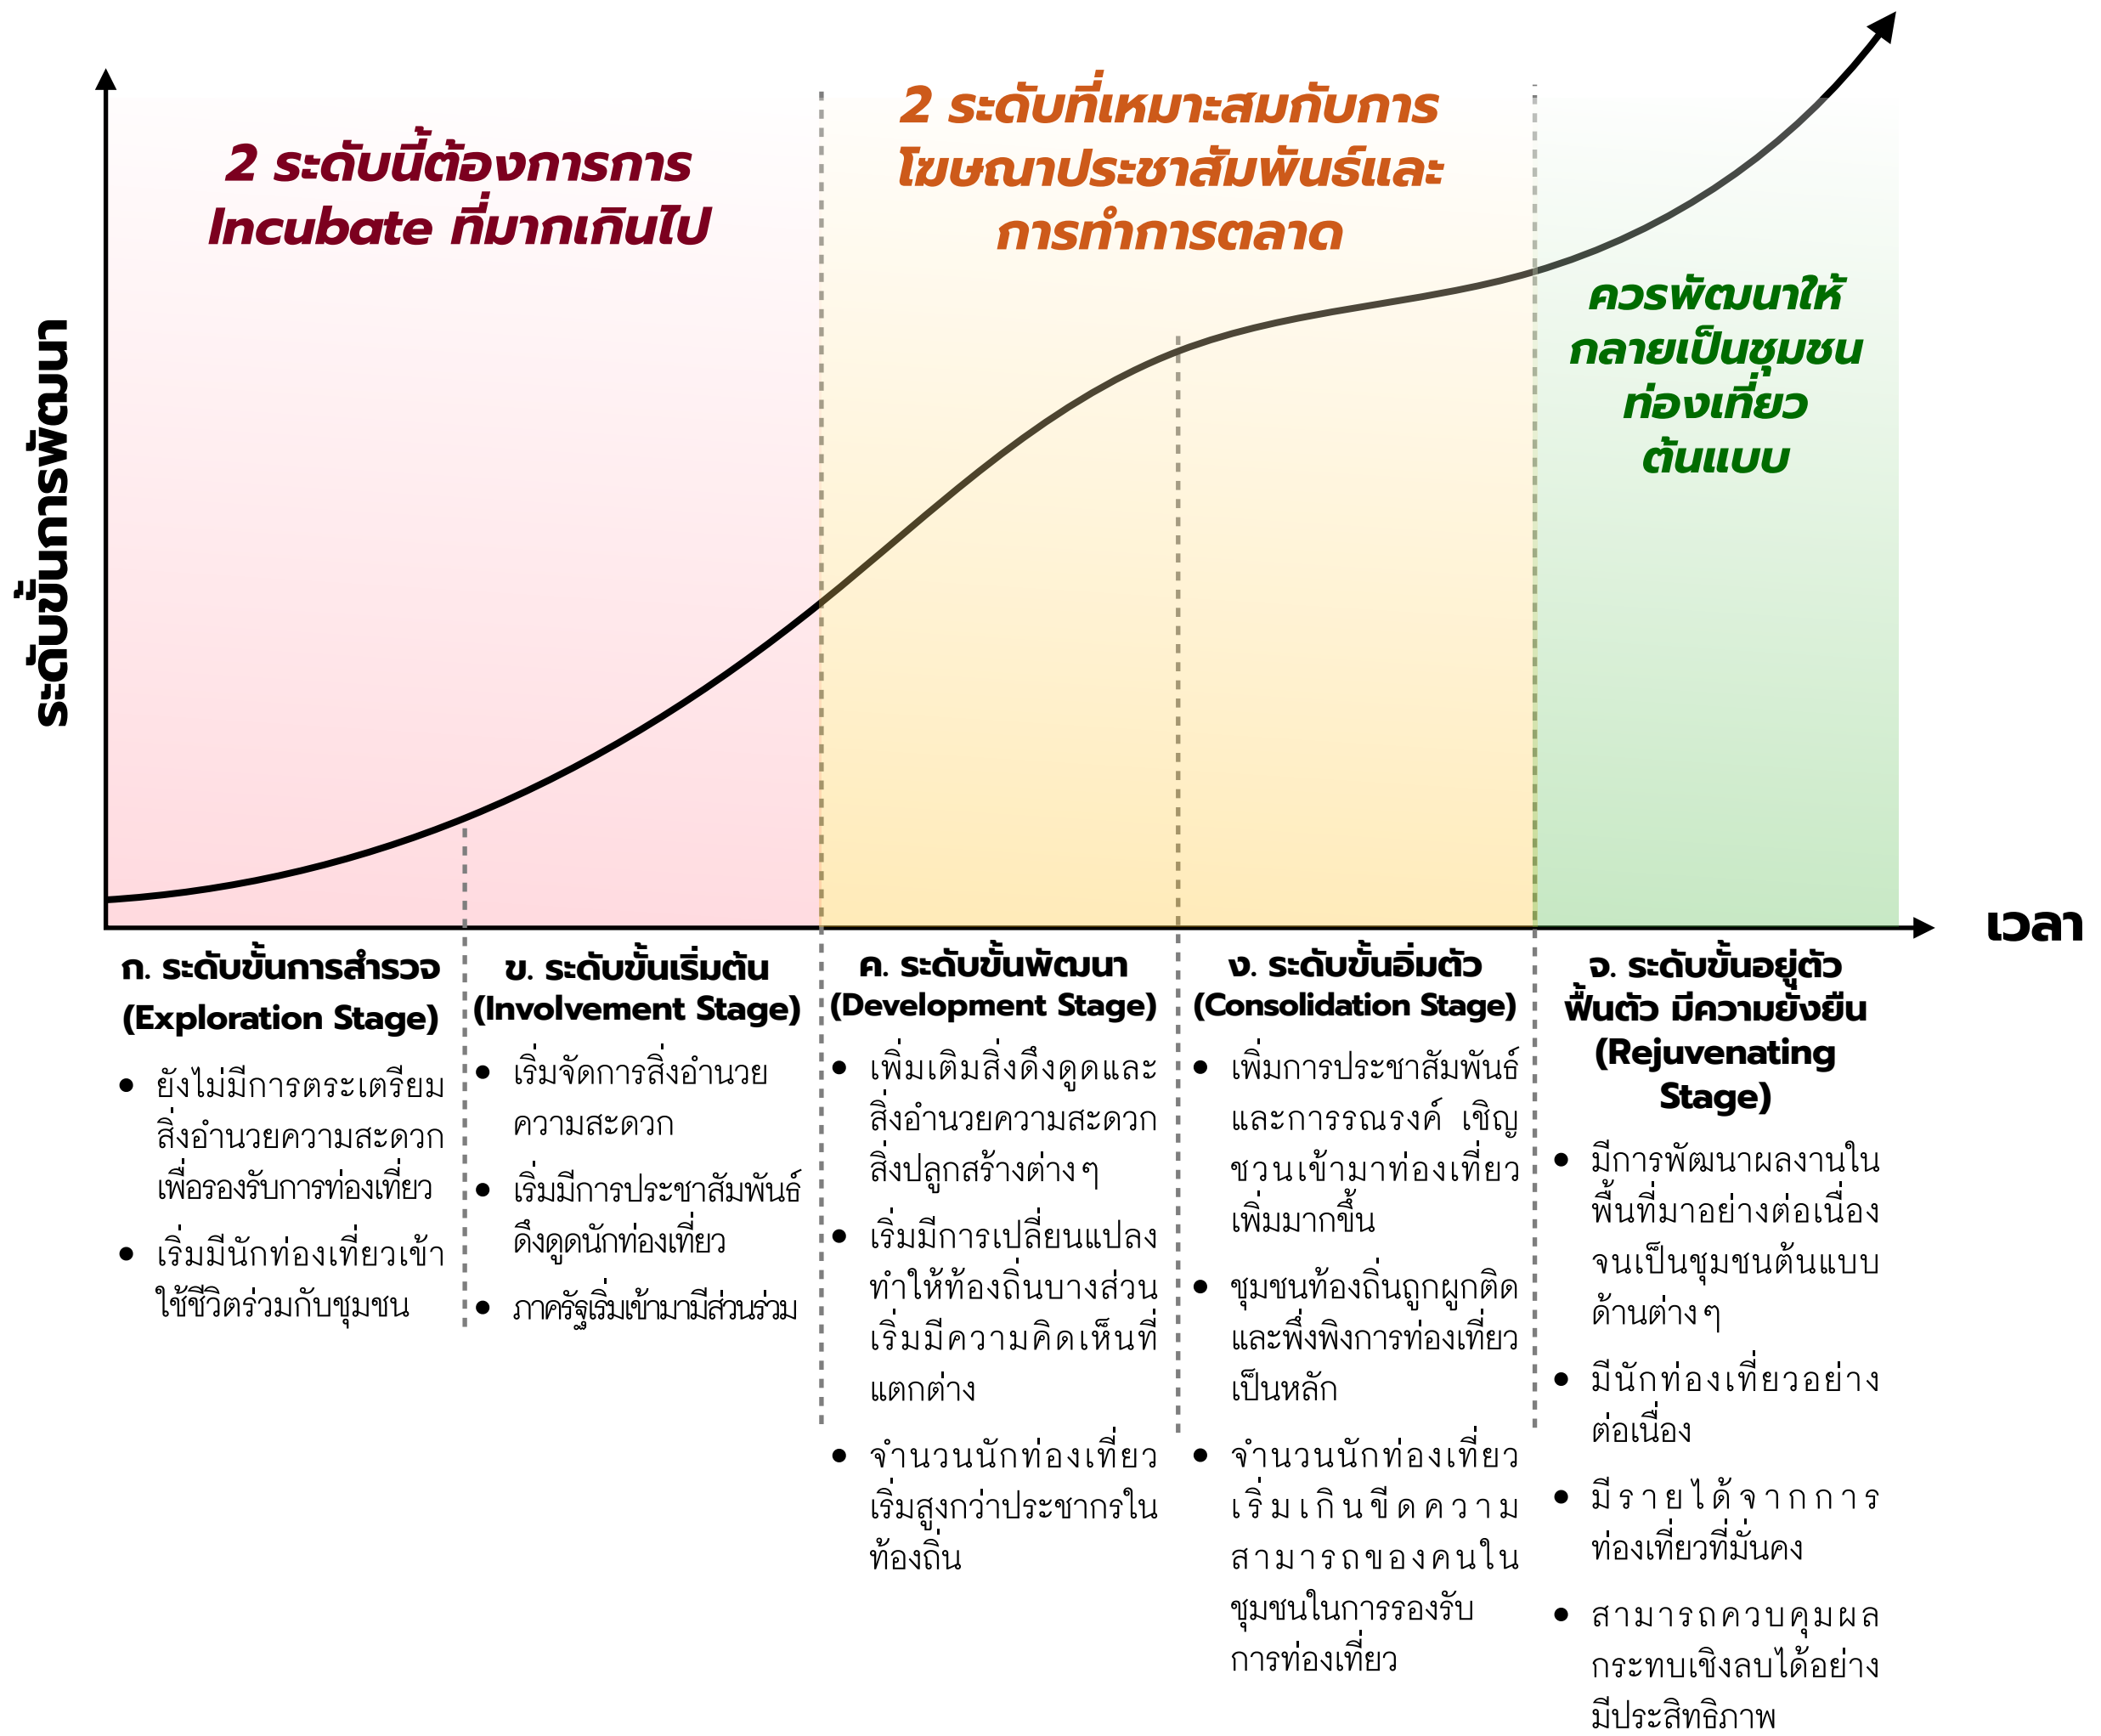 2 ระดับนี้ต้องการการ
Incubate ที่มากเกินไป
2 ระดับที่เหมาะสมกับการ
โฆษณาประชาสัมพันธ์และ
การทำการตลาด
ควรพัฒนาให้
กลายเป็นชุมชน
ท่องเที่ยว
ต้นแบบ
ระดับขั้นการพัฒนา
เวลา
ก. ระดับขั้นการสำรวจ
(Exploration Stage)
● ยังไม่มีการตระเตรียม
สิ่งอำนวยความสะดวก
เพื่อรองรับการท่องเที่ยว
● เริ่มมีนักท่องเที่ยวเข้า
ใช้ชีวิตร่วมกับชุมชน
ข. ระดับขั้นเริ่มต้น
(Involvement Stage)
● เริ่มจัดการสิ่งอำนวย
ความสะดวก
● เริ่มมีการประชาสัมพันธ์
ดึงดูดนักท่องเที่ยว
● ภาครัฐเริ่มเข้ามามีส่วนร่วม
ค. ระดับขั้นพัฒนา
(Development Stage)
● เพิ่มเติมสิ่งดึงดูดและ
สิ่งอำนวยความสะดวก
สิ่งปลูกสร้างต่าง ๆ
● เริ่มมีการเปลี่ยนแปลง
ทำให้ท้องถิ่นบางส่วน
เริ่มมีความคิดเห็นที่
แตกต่าง
● จำนวนนักท่องเที่ยว
เริ่มสูงกว่าประชากรใน
ท้องถิ่น
ง. ระดับขั้นอิ่มตัว
(Consolidation Stage)
● เพิ่มการประชาสัมพันธ์
และการรณรงค์ เชิญ
ชวนเข้ามาท่องเที่ยว
เพิ่มมากขึ้น
● ชุมชนท้องถิ่นถูกผูกติด
และพึ่งพิงการท่องเที่ยว
เป็นหลัก
● จำนวนนักท่องเที่ยว
เริ่มเกินขีดความ
สามารถของคนใน
ชุมชนในการรองรับ
การท่องเที่ยว
จ. ระดับขั้นอยู่ตัว
ฟื้นตัว มีความยั่งยืน
(Rejuvenating
Stage)
● มีการพัฒนาผลงานใน
พื้นที่มาอย่างต่อเนื่อง
จนเป็นชุมชนต้นแบบ
ด้านต่าง ๆ
● มีนักท่องเที่ยวอย่าง
ต่อเนื่อง
● มีรายได้จากการ
ท่องเที่ยวที่มั่นคง
● สามารถควบคุมผล
กระทบเชิงลบได้อย่าง
มีประสิทธิภาพ